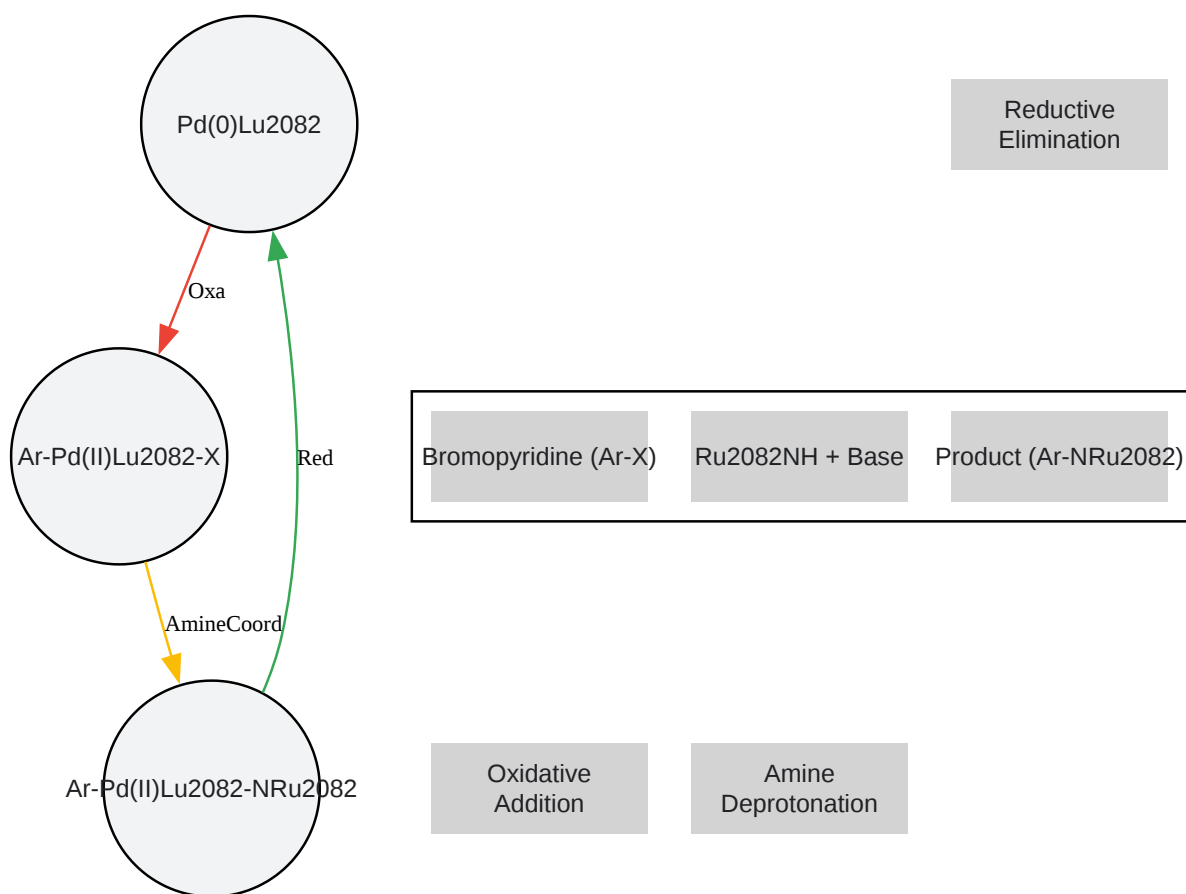 Pd(0)Lu2082
Reductive
Elimination
Oxa
Ar-Pd(II)Lu2082-X
Red
Bromopyridine (Ar-X)
Ru2082NH + Base
Product (Ar-NRu2082)
AmineCoord
Ar-Pd(II)Lu2082-NRu2082
Oxidative
Addition
Amine
Deprotonation